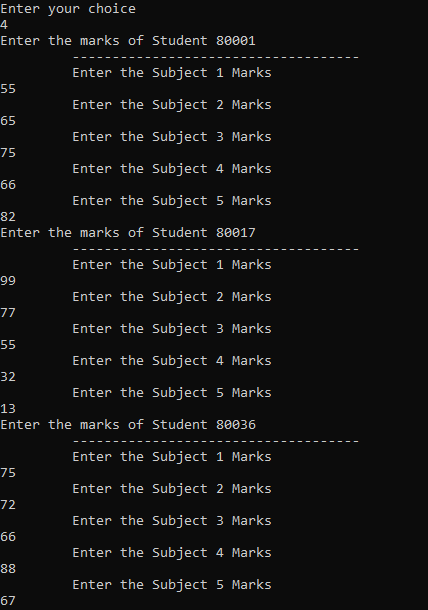 Enter your choice
4
Enter the marks of Student 80001
------------------------------------
Enter the Subject 1 Marks
55
Enter the Subject 2 Marks
65
Enter the Subject 3 Marks
75
Enter the Subject 4 Marks
66
Enter the Subject 5 Marks
82
Enter the marks of Student 80017
------------------------------------
Enter the Subject 1 Marks
99
Enter the Subject 2 Marks
77
Enter the Subject 3 Marks
55
Enter the Subject 4 Marks
32
Enter the Subject 5 Marks
13
Enter the marks of Student 80036
------------------------------------
Enter the Subject 1 Marks
75
Enter the Subject 2 Marks
72
Enter the Subject 3 Marks
66
Enter the Subject 4 Marks
88
Enter the Subject 5 Marks
67